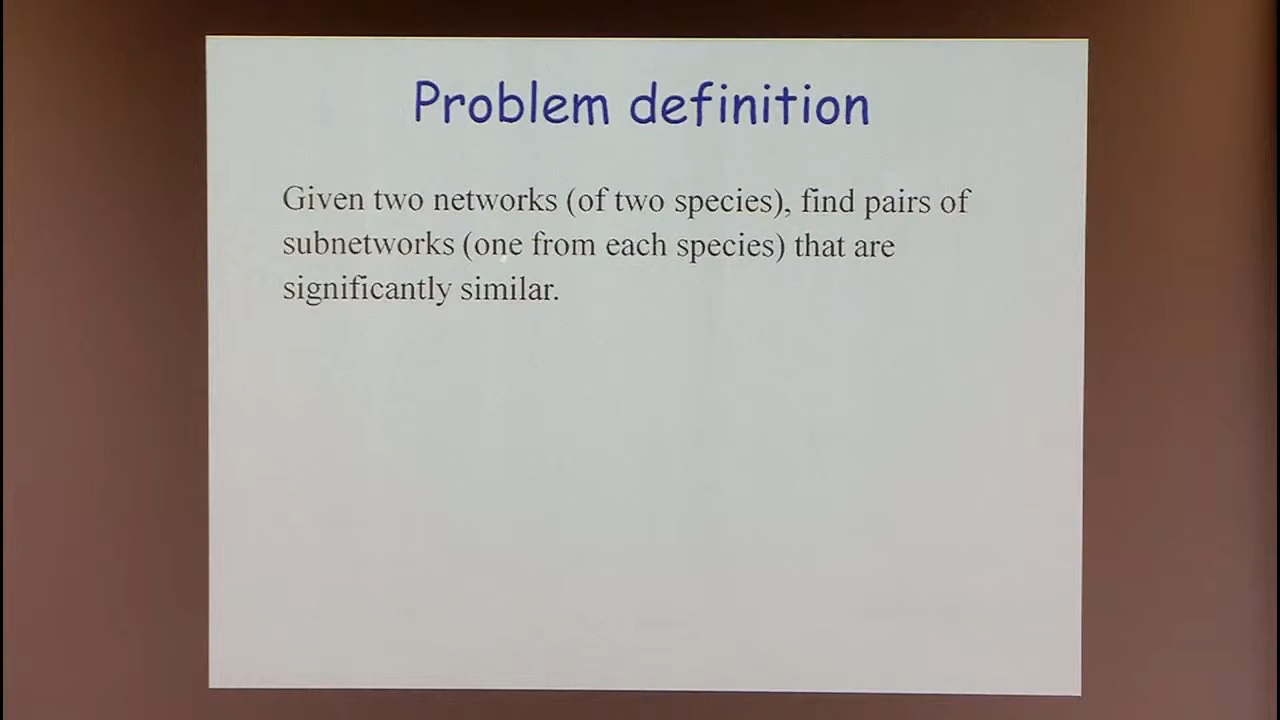 Problem definition
Given two networks (of two species), find pairs of
subnetworks (one from each species) that are
significantly similar.